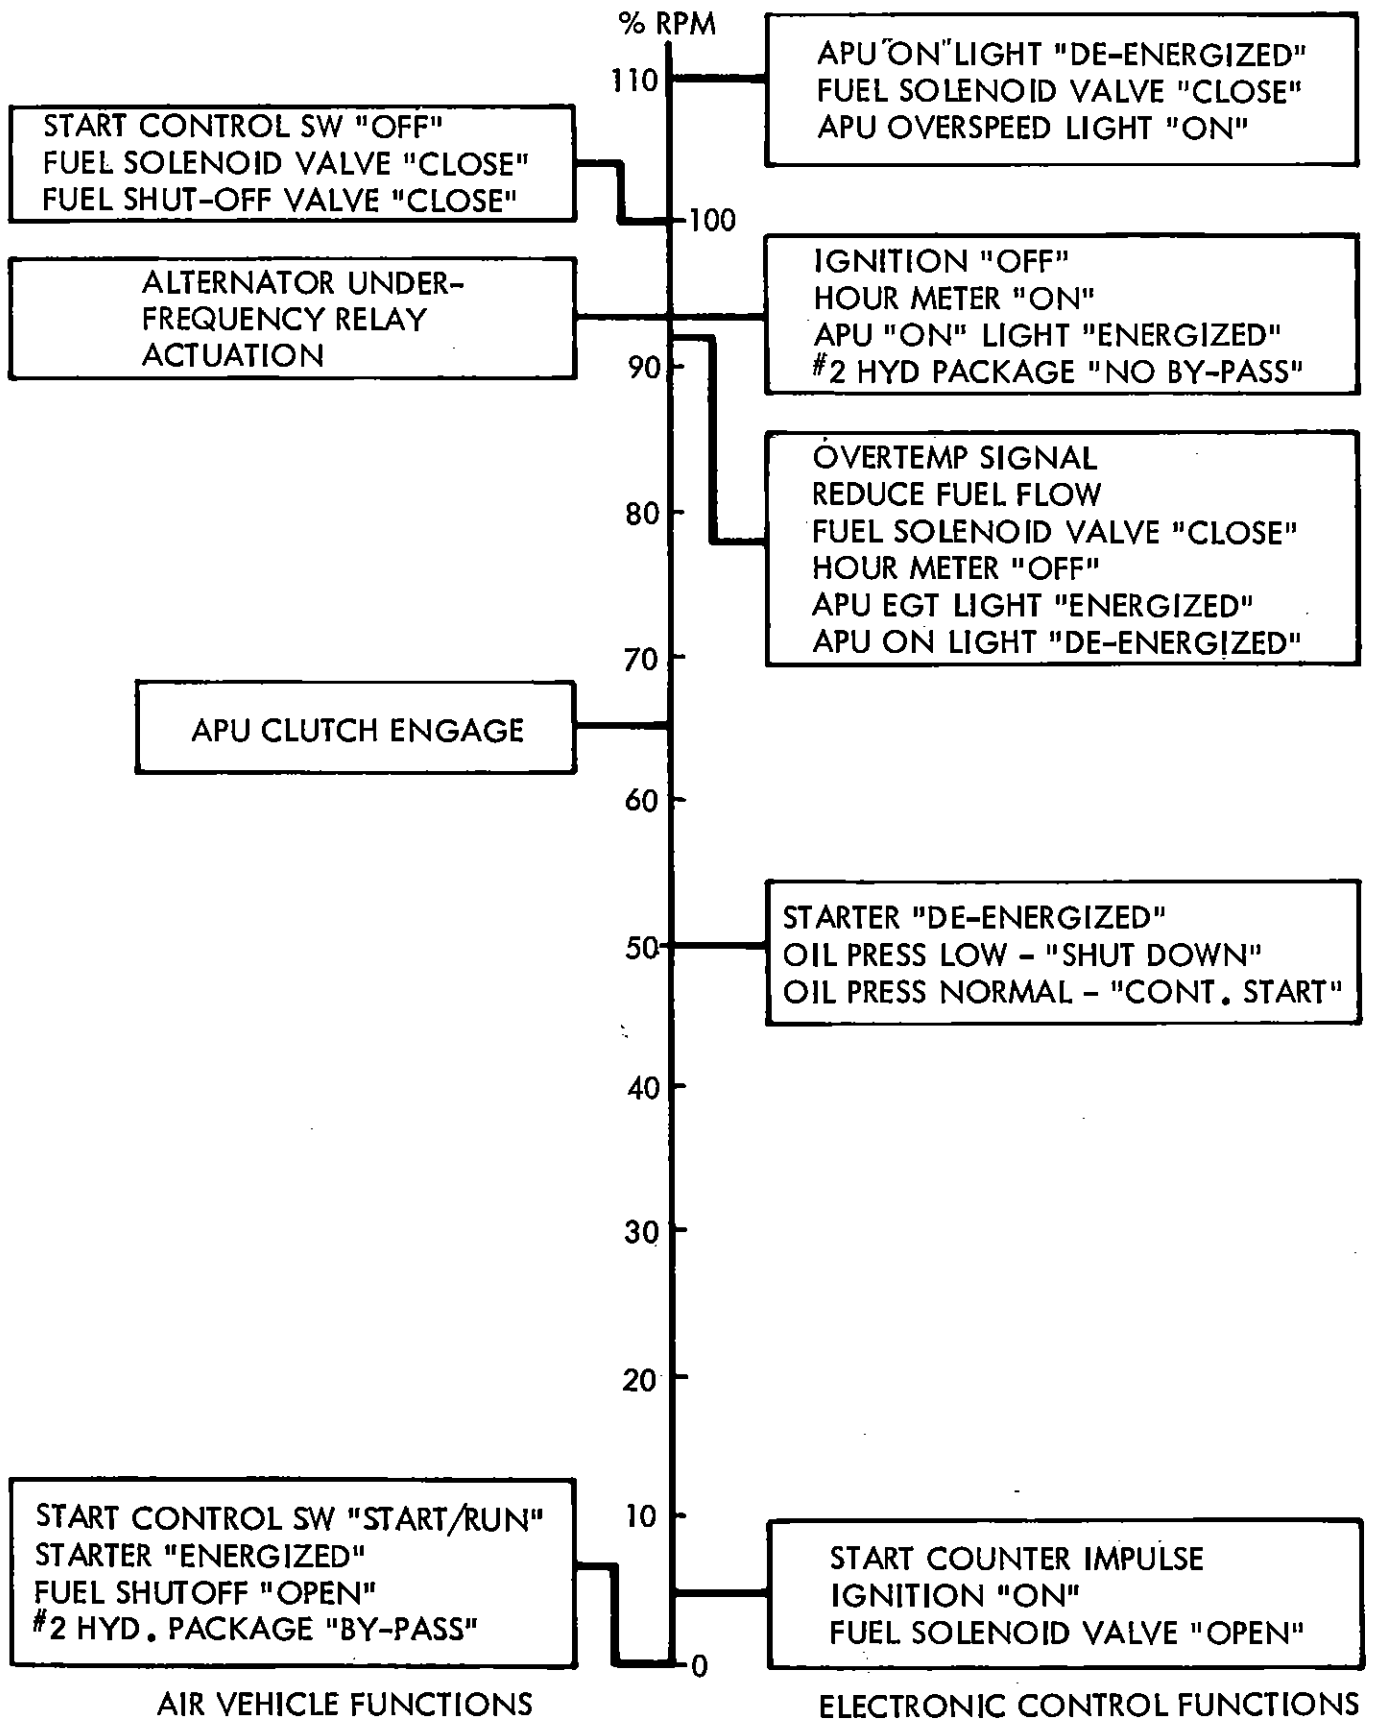 % RPM
110
APU "ON" LIGHT "DE-ENERGIZED"
FUEL SOLENOID VALVE "CLOSE"
APU OVERSPEED LIGHT "ON"
START CONTROL SW "OFF"
FUEL SOLENOID VALVE "CLOSE"
FUEL SHUT-OFF VALVE "CLOSE"
100
ALTERNATOR UNDER-
FREQUENCY RELAY
ACTUATION
IGNITION "OFF"
HOUR METER "ON"
APU "ON" LIGHT "ENERGIZED"
#2 HYD PACKAGE "NO BY-PASS"
90
OVERTEMP SIGNAL
REDUCE FUEL FLOW
FUEL SOLENOID VALVE "CLOSE"
HOUR METER "OFF"
APU EGT LIGHT "ENERGIZED"
APU ON LIGHT "DE-ENERGIZED"
80
70
APU CLUTCH ENGAGE
60
STARTER "DE-ENERGIZED"
OIL PRESS LOW - "SHUT DOWN"
OIL PRESS NORMAL - "CONT. START"
50
40
30
20
10
START CONTROL SW "START/RUN"
STARTER "ENERGIZED"
FUEL SHUTOFF "OPEN"
#2 HYD. PACKAGE "BY-PASS"
START COUNTER IMPULSE
IGNITION "ON"
FUEL SOLENOID VALVE "OPEN"
0
AIR VEHICLE FUNCTIONS
ELECTRONIC CONTROL FUNCTIONS